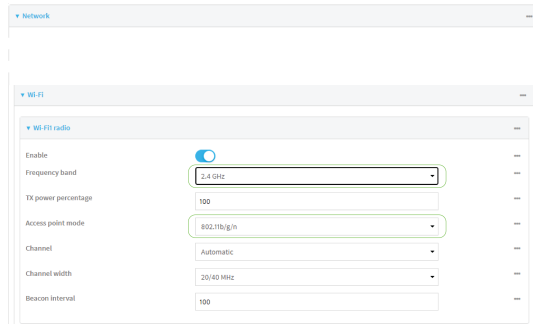 ▼ Network
▼ Wi-Fi
▼ Wi-Fi1 radio
Enable
Frequency band 2.4 GHz
TX power percentage 100
Access point mode 802.11b/g/n
Channel Automatic
Channel width 20/40 MHz
Beacon interval 100